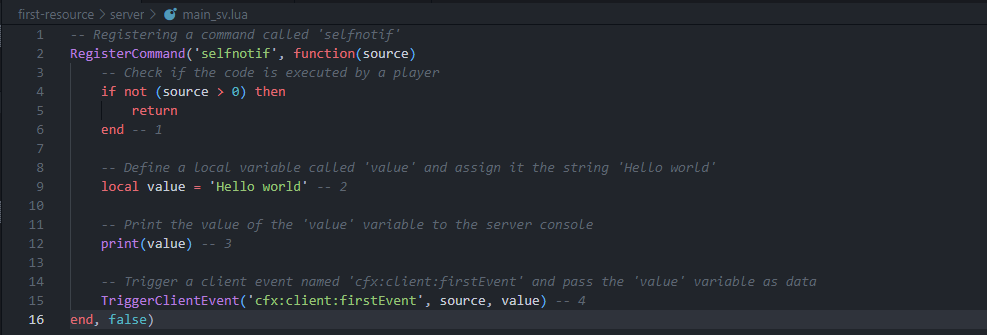 first-resource > server > main_sv.lua
1 -- Registering a command called 'selfnotif'
2 RegisterCommand('selfnotif', function(source)
3 -- Check if the code is executed by a player
4 if not (source > 0) then
5 return
6 end -- 1
7
8 -- Define a local variable called 'value' and assign it the string 'Hello world'
9 local value = 'Hello world' -- 2
10
11 -- Print the value of the 'value' variable to the server console
12 print(value) -- 3
13
14 -- Trigger a client event named 'cfx:client:firstEvent' and pass the 'value' variable as data
15 TriggerClientEvent('cfx:client:firstEvent', source, value) -- 4
16 end, false)